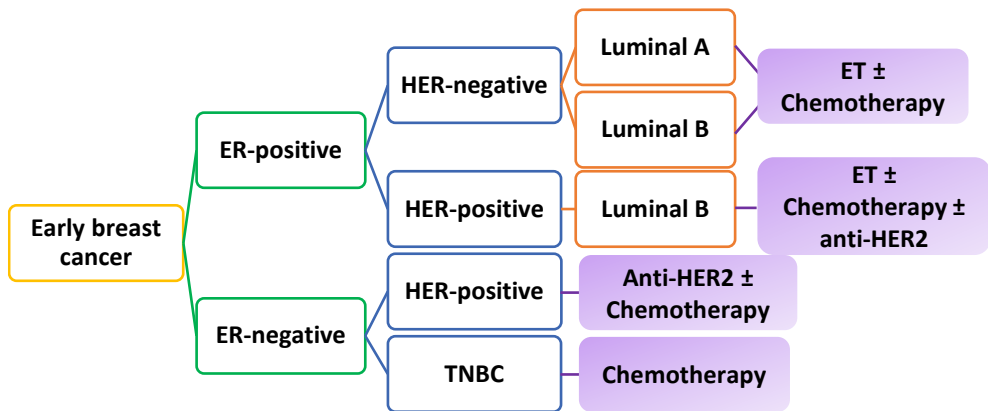 Early breast
cancer
ER-positive
HER-negative
Luminal A
Luminal B
ET ±
Chemotherapy
HER-positive
Luminal B
ET ±
Chemotherapy ±
anti-HER2
ER-negative
HER-positive
Anti-HER2 ±
Chemotherapy
TNBC
Chemotherapy